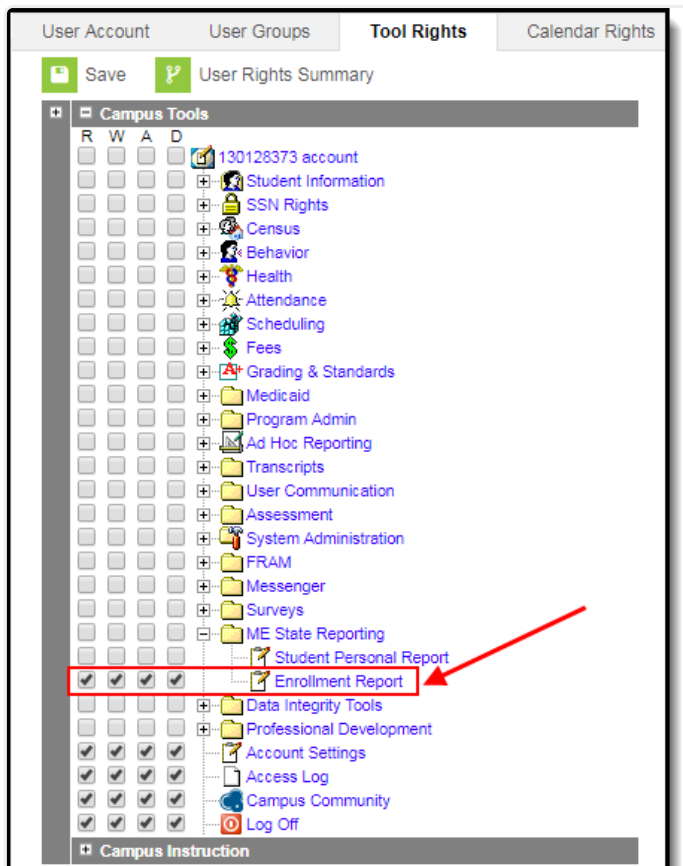 User Account User Groups Tool Rights Calendar Rights
Save User Rights Summary
Campus Tools
R W A D
130128373 account
Student Information
SSN Rights
Census
Behavior
Health
Attendance
Scheduling
Fees
Grading & Standards
Medicaid
Program Admin
Ad Hoc Reporting
Transcripts
User Communication
Assessment
System Administration
FRAM
Messenger
Surveys
ME State Reporting
Student Personal Report
Enrollment Report
Data Integrity Tools
Professional Development
Account Settings
Access Log
Campus Community
Log Off
Campus Instruction